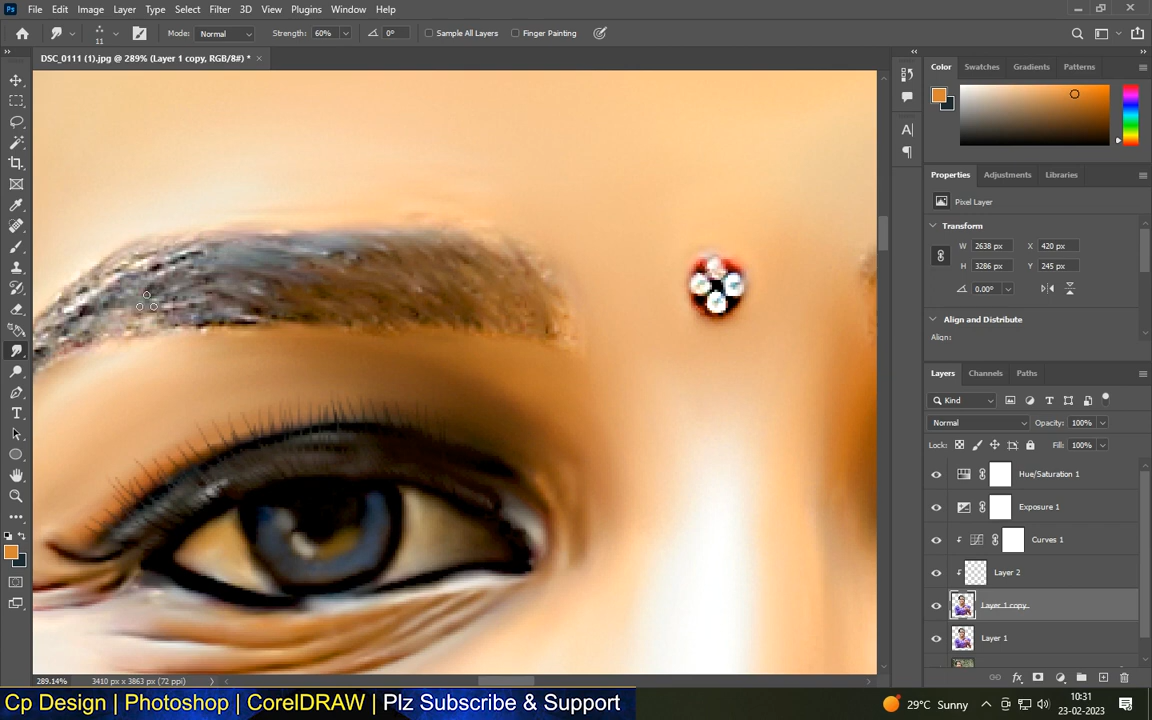 Ps File Edit Image Layer Type Select Filter 3D View Plugins Window Help
11 Mode: Normal Strength: 60% 0° Sample All Layers Finger Painting
DSC_0111 (1).jpg @ 289% (Layer 1 copy, RGB/8#) *
Color Swatches Gradients Patterns
Properties Adjustments Libraries
Pixel Layer
Transform
W 2638 px X 420 px
H 3286 px Y 245 px
0.00°
Align and Distribute
Align:
Layers Channels Paths
Kind
Normal Opacity: 100%
Lock: Fill: 100%
Hue/Saturation 1
Exposure 1
Curves 1
Layer 2
Layer 1 copy
Layer 1
289.14% 3410 px x 3863 px (72 ppi)
Cp Design | Photoshop | CorelDRAW | Plz Subscribe & Support
29°C Sunny
10:31
23-02-2023